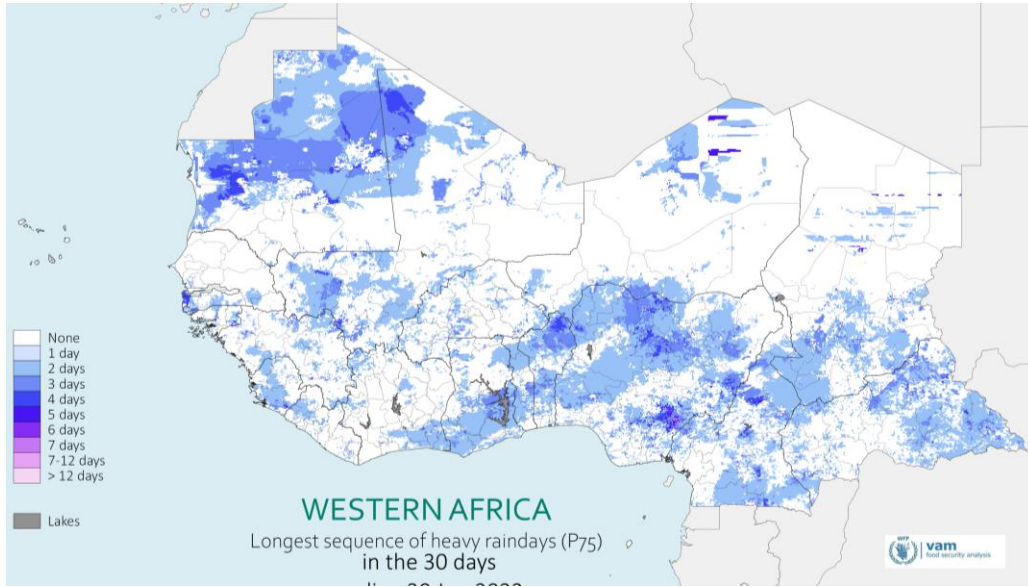 None
1 day
2 days
3 days
4 days
5 days
6 days
7 days
7-12 days
> 12 days
Lakes
WESTERN AFRICA
Longest sequence of heavy raindays (P75)
in the 30 days
WFP
vam
food security analysis